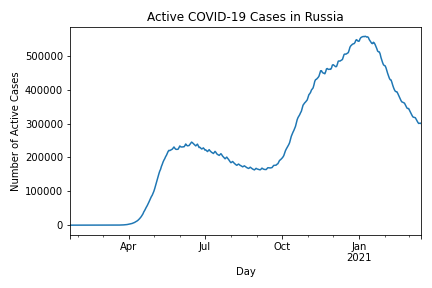 Active COVID-19 Cases in Russia
Number of Active Cases
500000
400000
300000
200000
100000
0
Apr
Jul
Oct
Jan
2021
Day